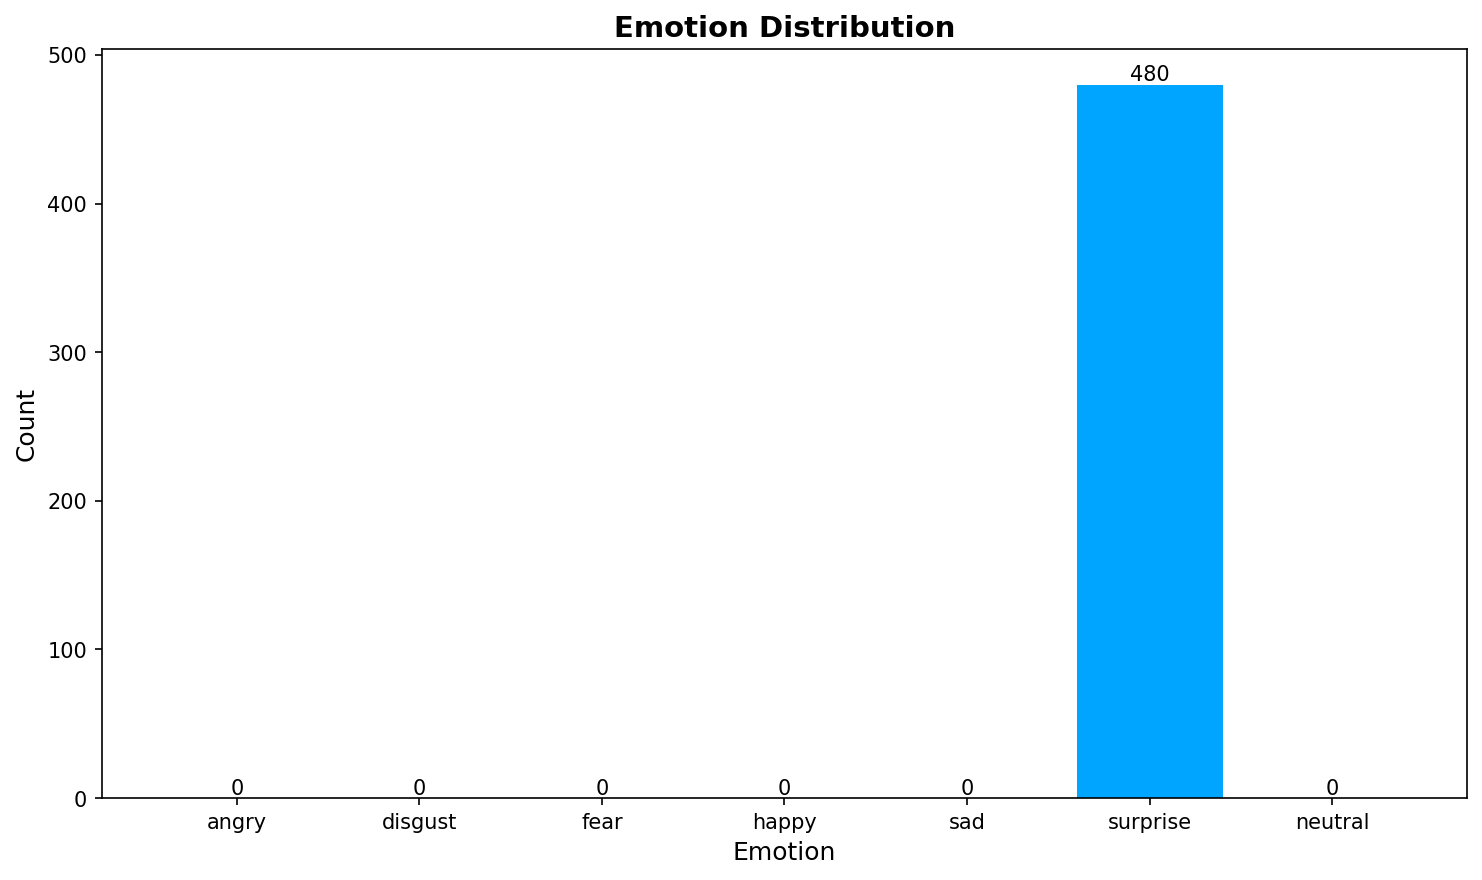 Emotion Distribution
500
400
300
200
100
0
Count
480
0
0
0
0
0
0
angry
disgust
fear
happy
sad
surprise
neutral
Emotion